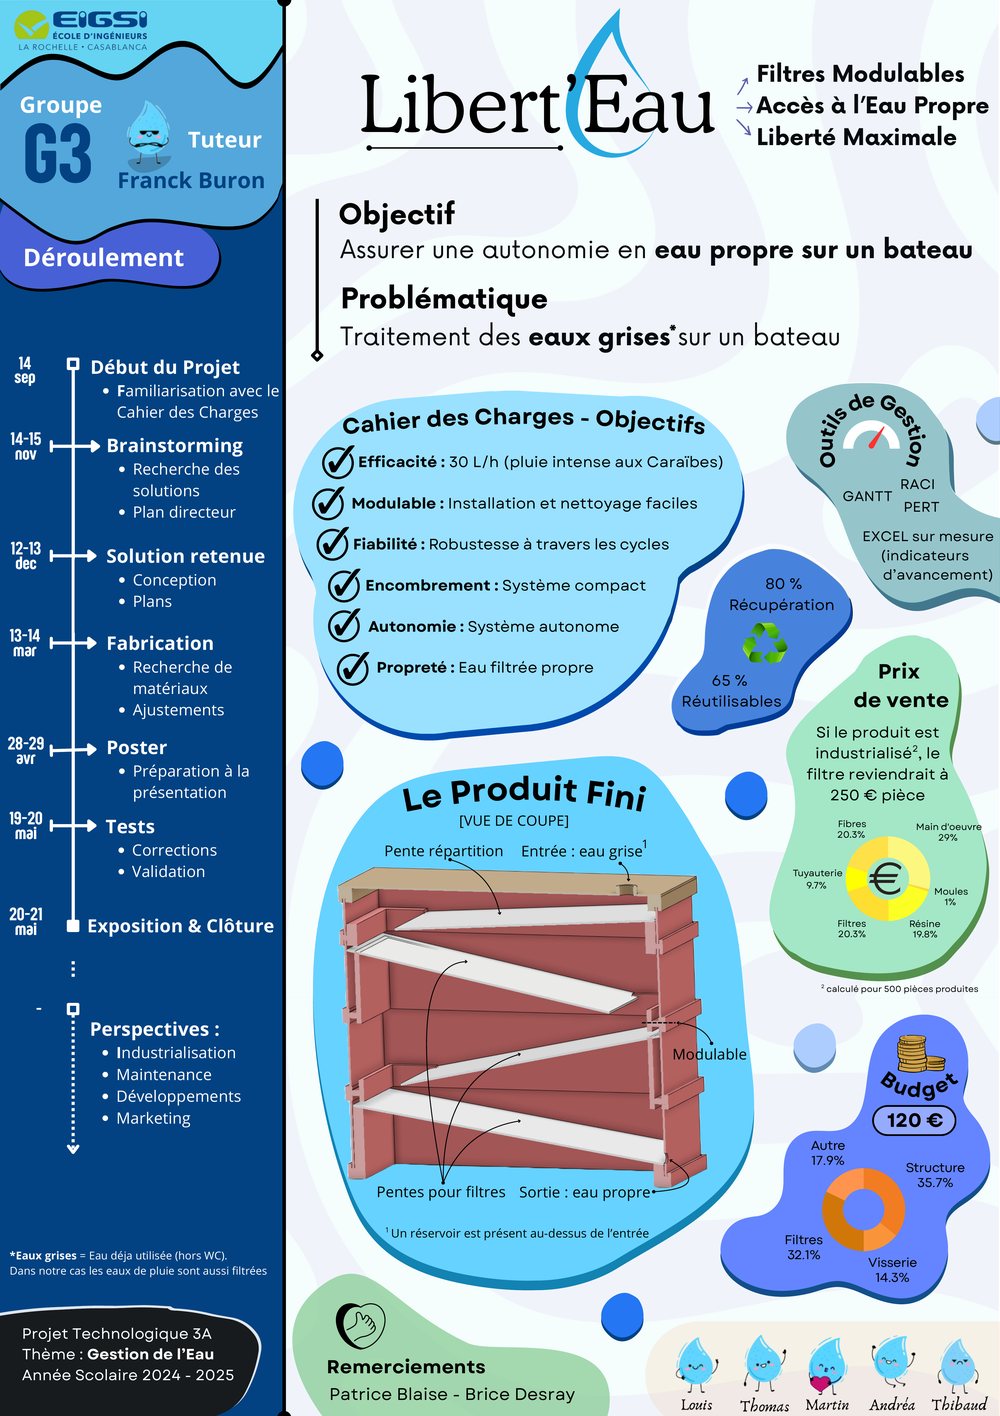 EIGSI
ÉCOLE D'INGÉNIEURS
LA ROCHELLE • CASABLANCA
Groupe
G3
Tuteur
Franck Buron
Déroulement
14
sep
Début du Projet
• Familiarisation avec le
Cahier des Charges
14-15
nov
Brainstorming
• Recherche des
solutions
• Plan directeur
12-13
dec
Solution retenue
• Conception
• Plans
13-14
mar
Fabrication
• Recherche de
matériaux
• Ajustements
28-29
avr
Poster
• Préparation à la
présentation
19-20
mai
Tests
• Corrections
• Validation
20-21
mai
Exposition & Clôture
-
Perspectives :
• Industrialisation
• Maintenance
• Développements
• Marketing
*Eaux grises = Eau déja utilisée (hors WC).
Dans notre cas les eaux de pluie sont aussi filtrées
Projet Technologique 3A
Thème : Gestion de l'Eau
Année Scolaire 2024 - 2025
Libert'Eau
Filtres Modulables
Accès à l'Eau Propre
Liberté Maximale
Objectif
Assurer une autonomie en eau propre sur un bateau
Problématique
Traitement des eaux grises* sur un bateau
Cahier des Charges - Objectifs
Efficacité : 30 L/h (pluie intense aux Caraïbes)
Modulable : Installation et nettoyage faciles
Fiabilité : Robustesse à travers les cycles
Encombrement : Système compact
Autonomie : Système autonome
Propreté : Eau filtrée propre
Outils de Gestion
GANTT
RACI
PERT
EXCEL sur mesure
(indicateurs
d'avancement)
80 %
Récupération
65 %
Réutilisables
Prix
de vente
Si le produit est
industrialisé², le
filtre reviendrait à
250 € pièce
Fibres
20.3%
Main d'oeuvre
29%
Tuyauterie
9.7%
€
Moules
1%
Filtres
20.3%
Résine
19.8%
² calculé pour 500 pièces produites
Le Produit Fini
[VUE DE COUPE]
Pente répartition
Entrée : eau grise¹
Modulable
Pentes pour filtres
Sortie : eau propre
¹ Un réservoir est présent au-dessus de l'entrée
Budget
120 €
Autre
17.9%
Structure
35.7%
Filtres
32.1%
Visserie
14.3%
Remerciements
Patrice Blaise - Brice Desray
Louis
Thomas
Martin
Andréa
Thibaud